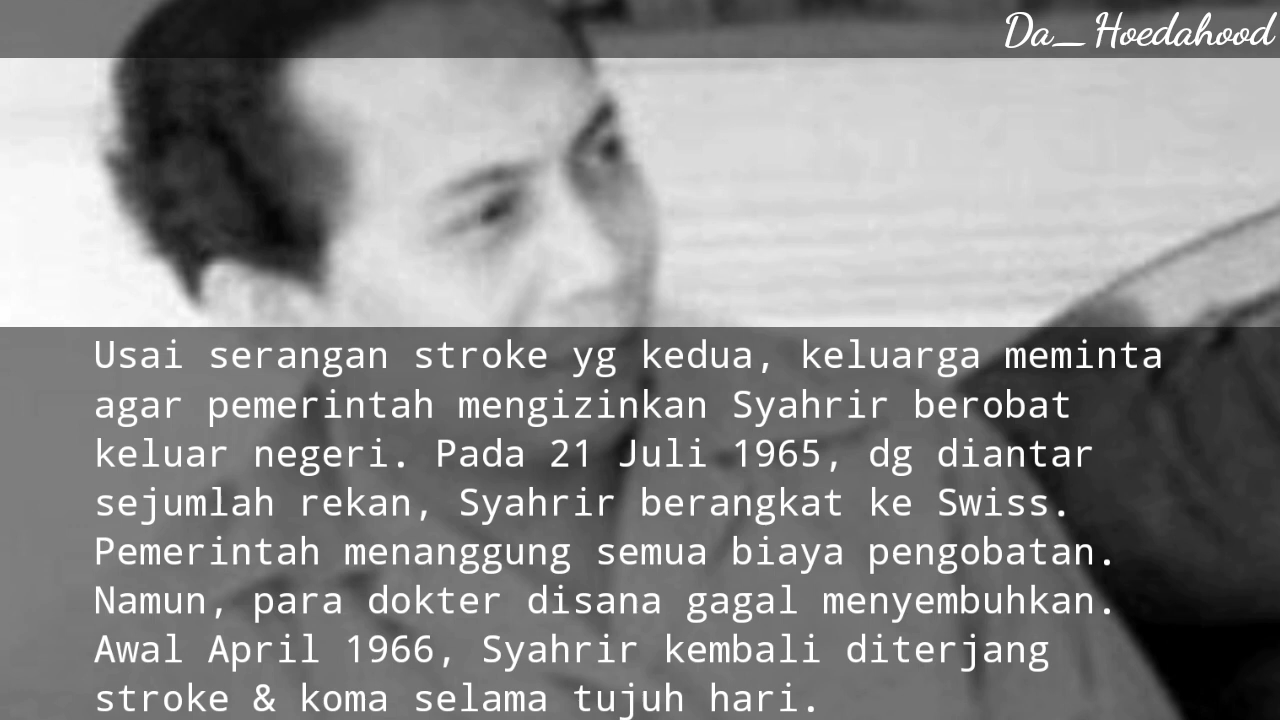 Da_ Hoedahood
Usai serangan stroke yg kedua, keluarga meminta
agar pemerintah mengizinkan Syahrir berobat
keluar negeri. Pada 21 Juli 1965, dg diantar
sejumlah rekan, Syahrir berangkat ke Swiss.
Pemerintah menanggung semua biaya pengobatan.
Namun, para dokter disana gagal menyembuhkan.
Awal April 1966, Syahrir kembali diterjang
stroke & koma selama tujuh hari.